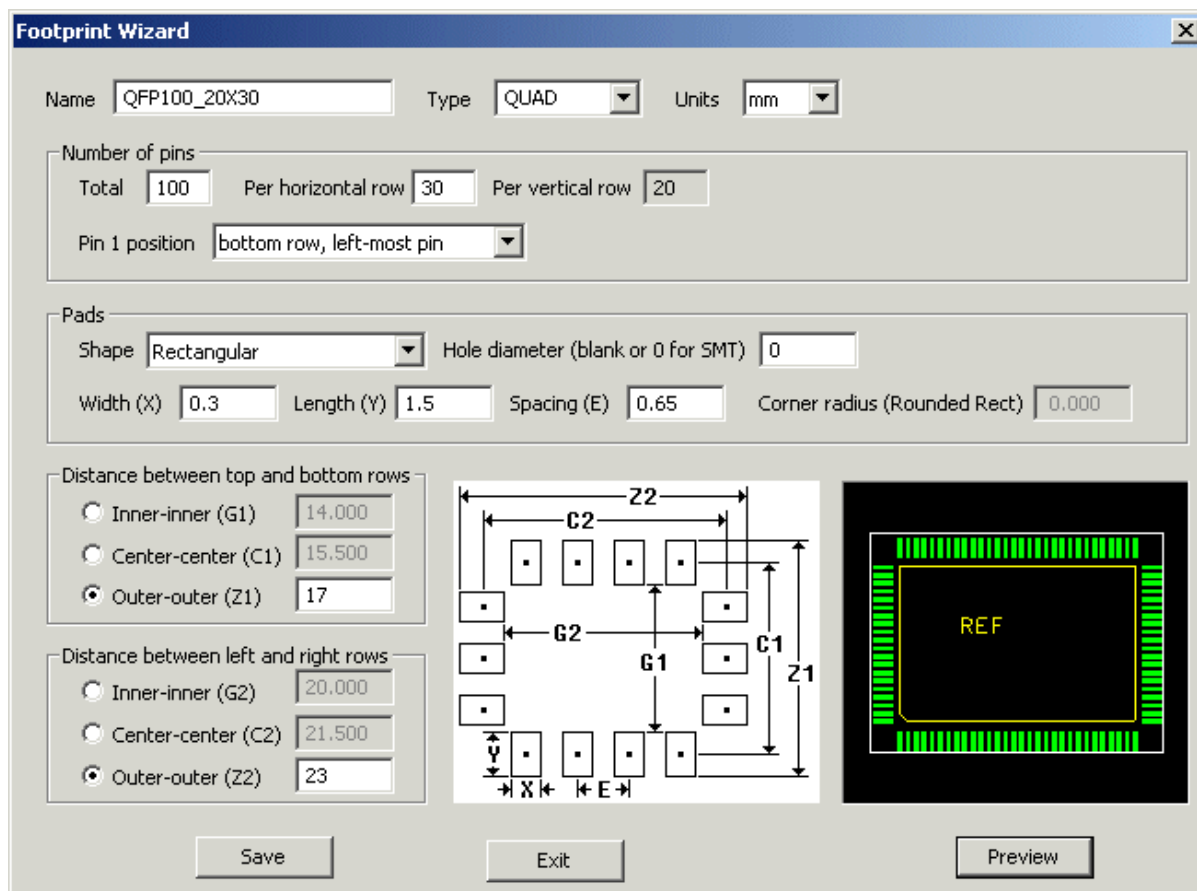 Footprint Wizard
Name QFP100_20X30 Type QUAD Units mm
Number of pins
Total 100 Per horizontal row 30 Per vertical row 20
Pin 1 position bottom row, left-most pin
Pads
Shape Rectangular Hole diameter (blank or 0 for SMT) 0
Width (X) 0.3 Length (Y) 1.5 Spacing (E) 0.65 Corner radius (Rounded Rect) 0.000
Distance between top and bottom rows
Inner-inner (G1) 14.000
Center-center (C1) 15.500
Outer-outer (Z1) 17
Distance between left and right rows
Inner-inner (G2) 20.000
Center-center (C2) 21.500
Outer-outer (Z2) 23
Z2
C2
G2
G1
C1
Z1
Y
X
E
REF
Save Exit Preview